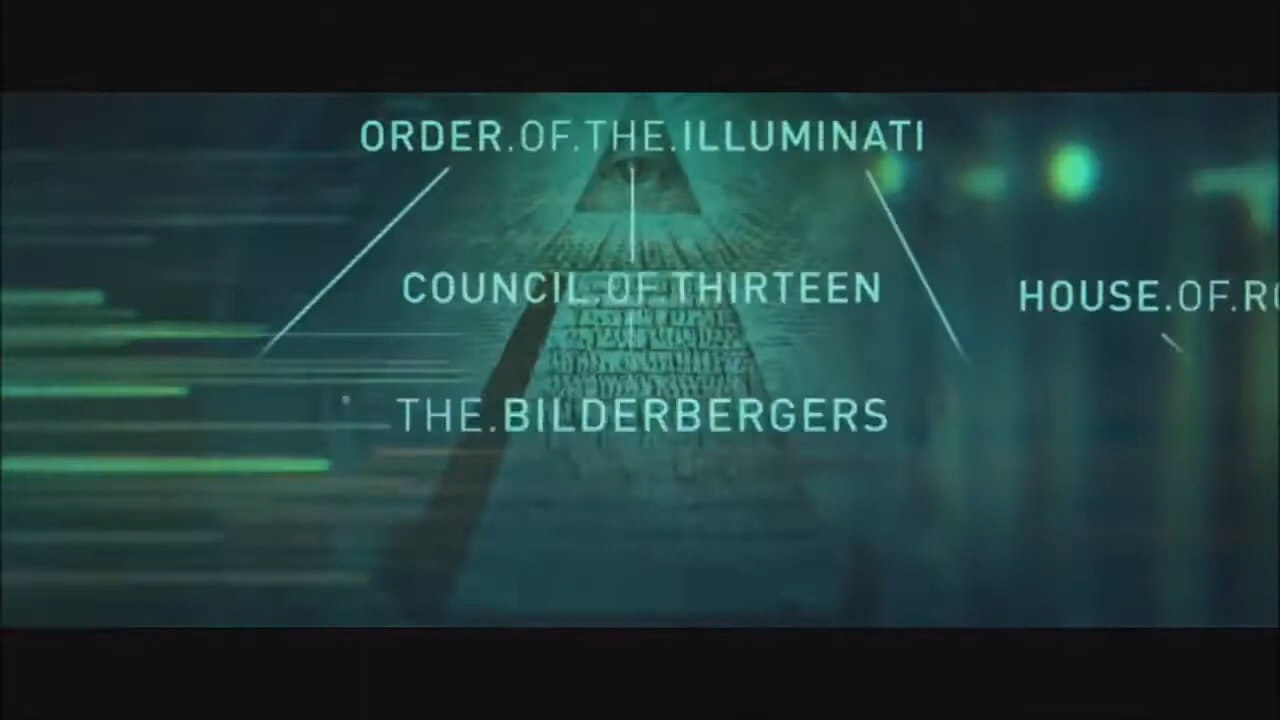 ORDER.OF.THE.ILLUMINATI
COUNCIL.OF.THIRTEEN
HOUSE.OF.
THE.BILDERBERGERS